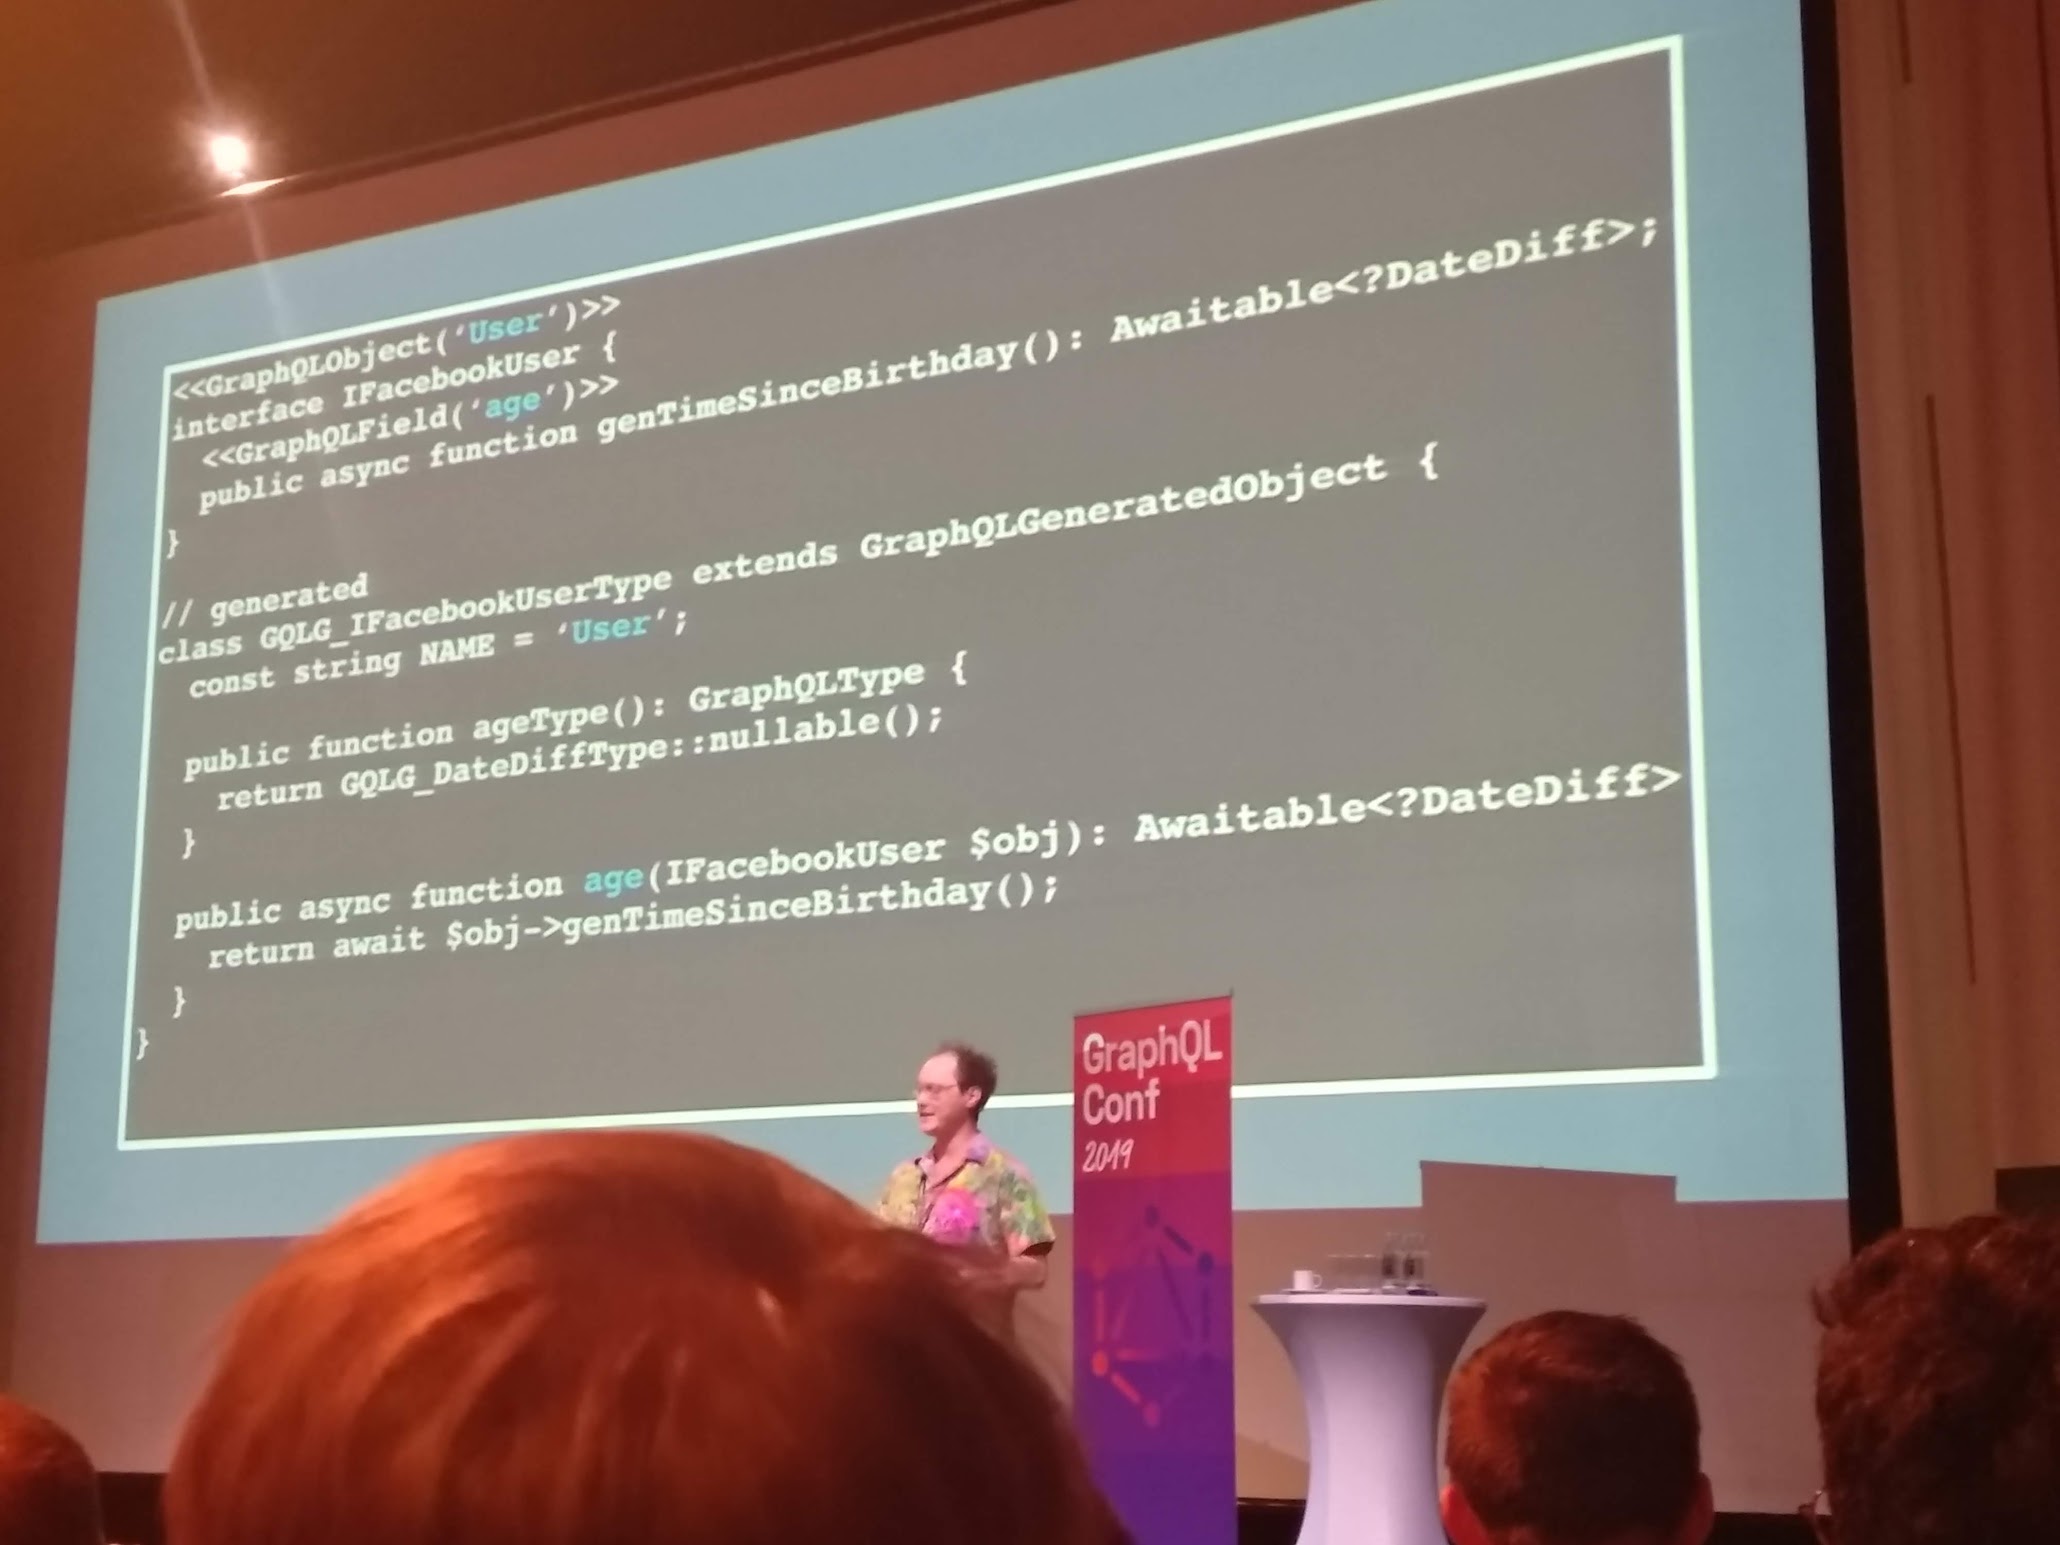 <<GraphQLObject(‘User’)>>
interface IFacebookUser {
<<GraphQLField(‘age’)>>
public async function genTimeSinceBirthday(): Awaitable<?DateDiff>;
}
// generated
class GQLG_IFacebookUserType extends GraphQLGeneratedObject {
const string NAME = ‘User’;
public function ageType(): GraphQLType {
return GQLG_DateDiffType::nullable();
}
public async function age(IFacebookUser $obj): Awaitable<?DateDiff>
return await $obj->genTimeSinceBirthday();
}
}
GraphQL
Conf
2019